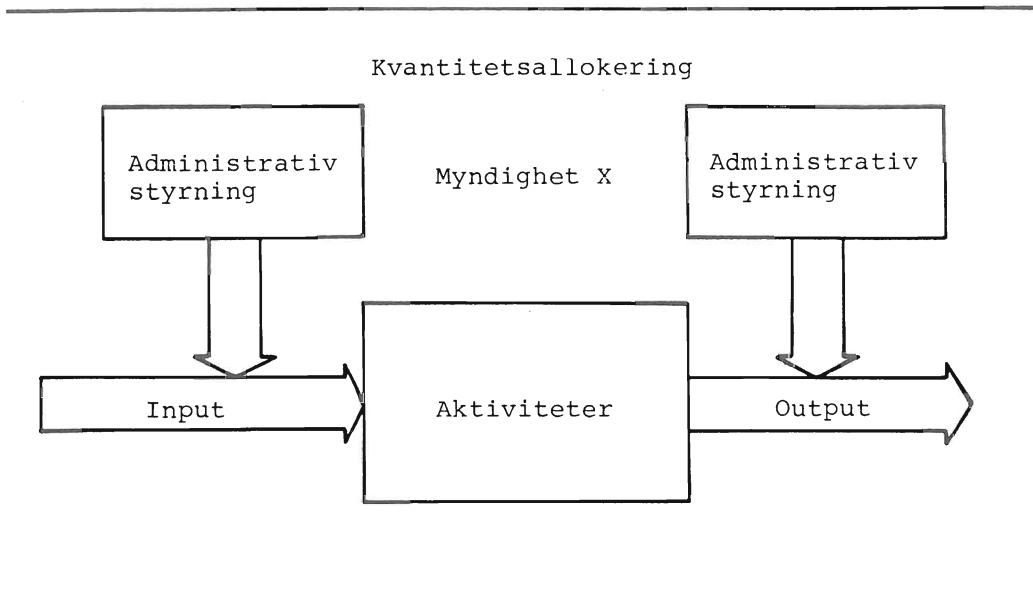 Kvantitetsallokering
Administrativ
styrning
Myndighet X
Administrativ
styrning
Input
Aktiviteter
Output